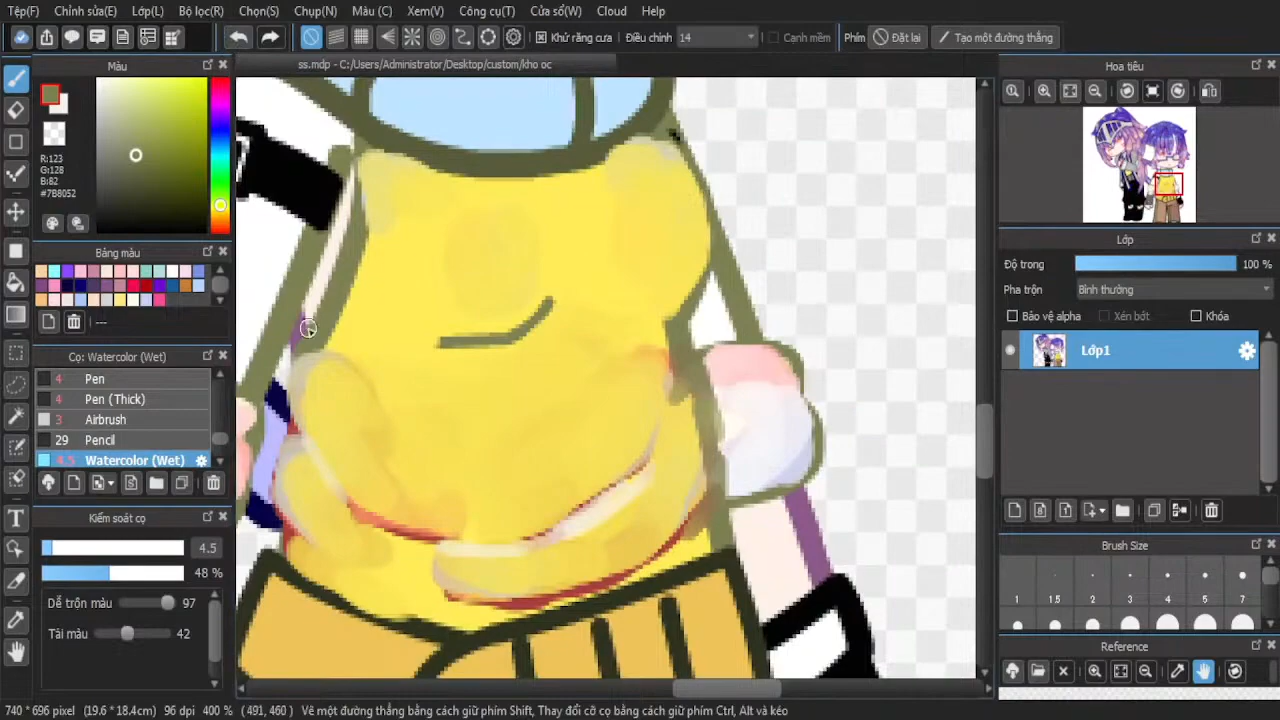 Tệp(F) Chỉnh sửa(E) Lớp(L) Bộ lọc(R) Chọn(S) Chụp(N) Màu (C) Xem(V) Công cụ(T) Cửa sổ(W) Cloud Help
Khử răng cưa Điều chỉnh 14 Cạnh mềm Phím Đặt lại Tạo một đường thẳng
Màu
ss.mdp - C:/Users/Administrator/Desktop/custom/kho oc
Hoa tiêu
R:123
G:128
B:82
#7B8052
Bảng màu
---
Cọ: Watercolor (Wet)
4 Pen
4 Pen (Thick)
3 Airbrush
29 Pencil
4.5 Watercolor (Wet)
Kiểm soát cọ
4.5
48 %
Dễ trộn màu 97
Tải màu 42
Lớp
Độ trong 100 %
Pha trộn Bình thường
Bảo vệ alpha Xén bớt Khóa
Lớp1
Brush Size
1 1.5 2 3 4 5 7
Reference
740 * 696 pixel (19.6 * 18.4cm) 96 dpi 400 % ( 491, 460 ) Vẽ một đường thẳng bằng cách giữ phím Shift, Thay đổi cỡ cọ bằng cách giữ phím Ctrl, Alt và kéo